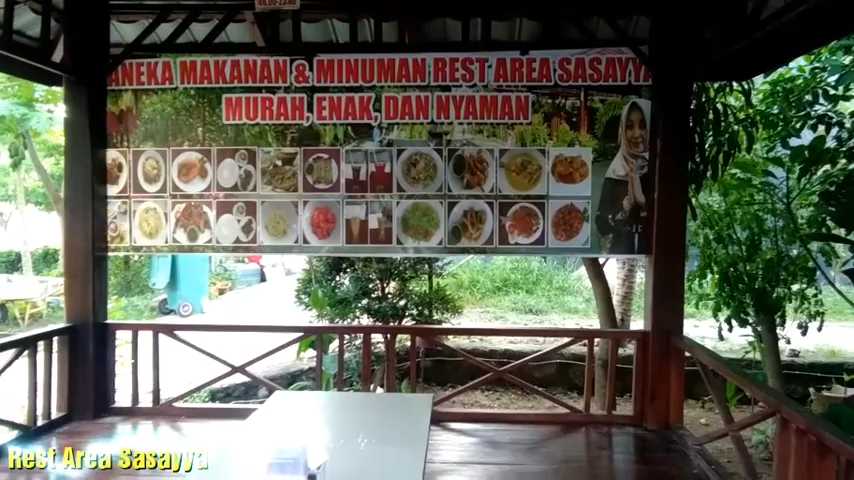 ANEKA MAKANAN & MINUMAN REST AREA SASAYYA
MURAH, ENAK, DAN NYAMAN
Rest Area Sasayya